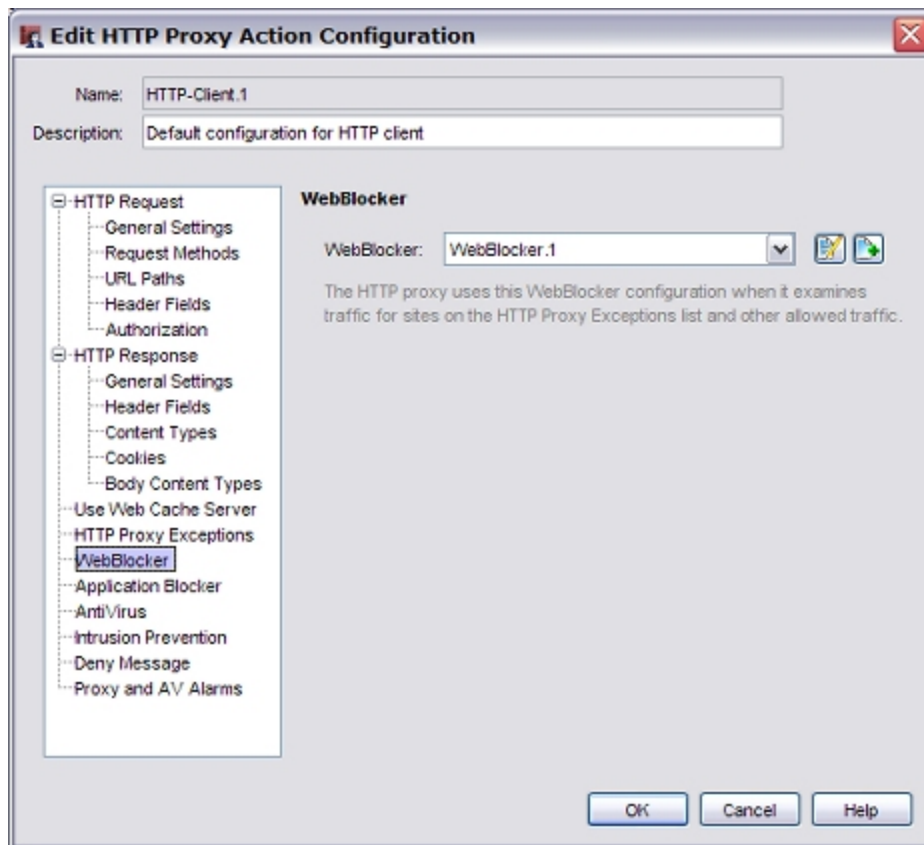 Edit HTTP Proxy Action Configuration
Name: HTTP-Client.1
Description: Default configuration for HTTP client
HTTP Request
General Settings
Request Methods
URL Paths
Header Fields
Authorization
HTTP Response
General Settings
Header Fields
Content Types
Cookies
Body Content Types
Use Web Cache Server
HTTP Proxy Exceptions
WebBlocker
Application Blocker
AntiVirus
Intrusion Prevention
Deny Message
Proxy and AV Alarms
WebBlocker
WebBlocker: WebBlocker.1
The HTTP proxy uses this WebBlocker configuration when it examines
traffic for sites on the HTTP Proxy Exceptions list and other allowed traffic.
OK Cancel Help